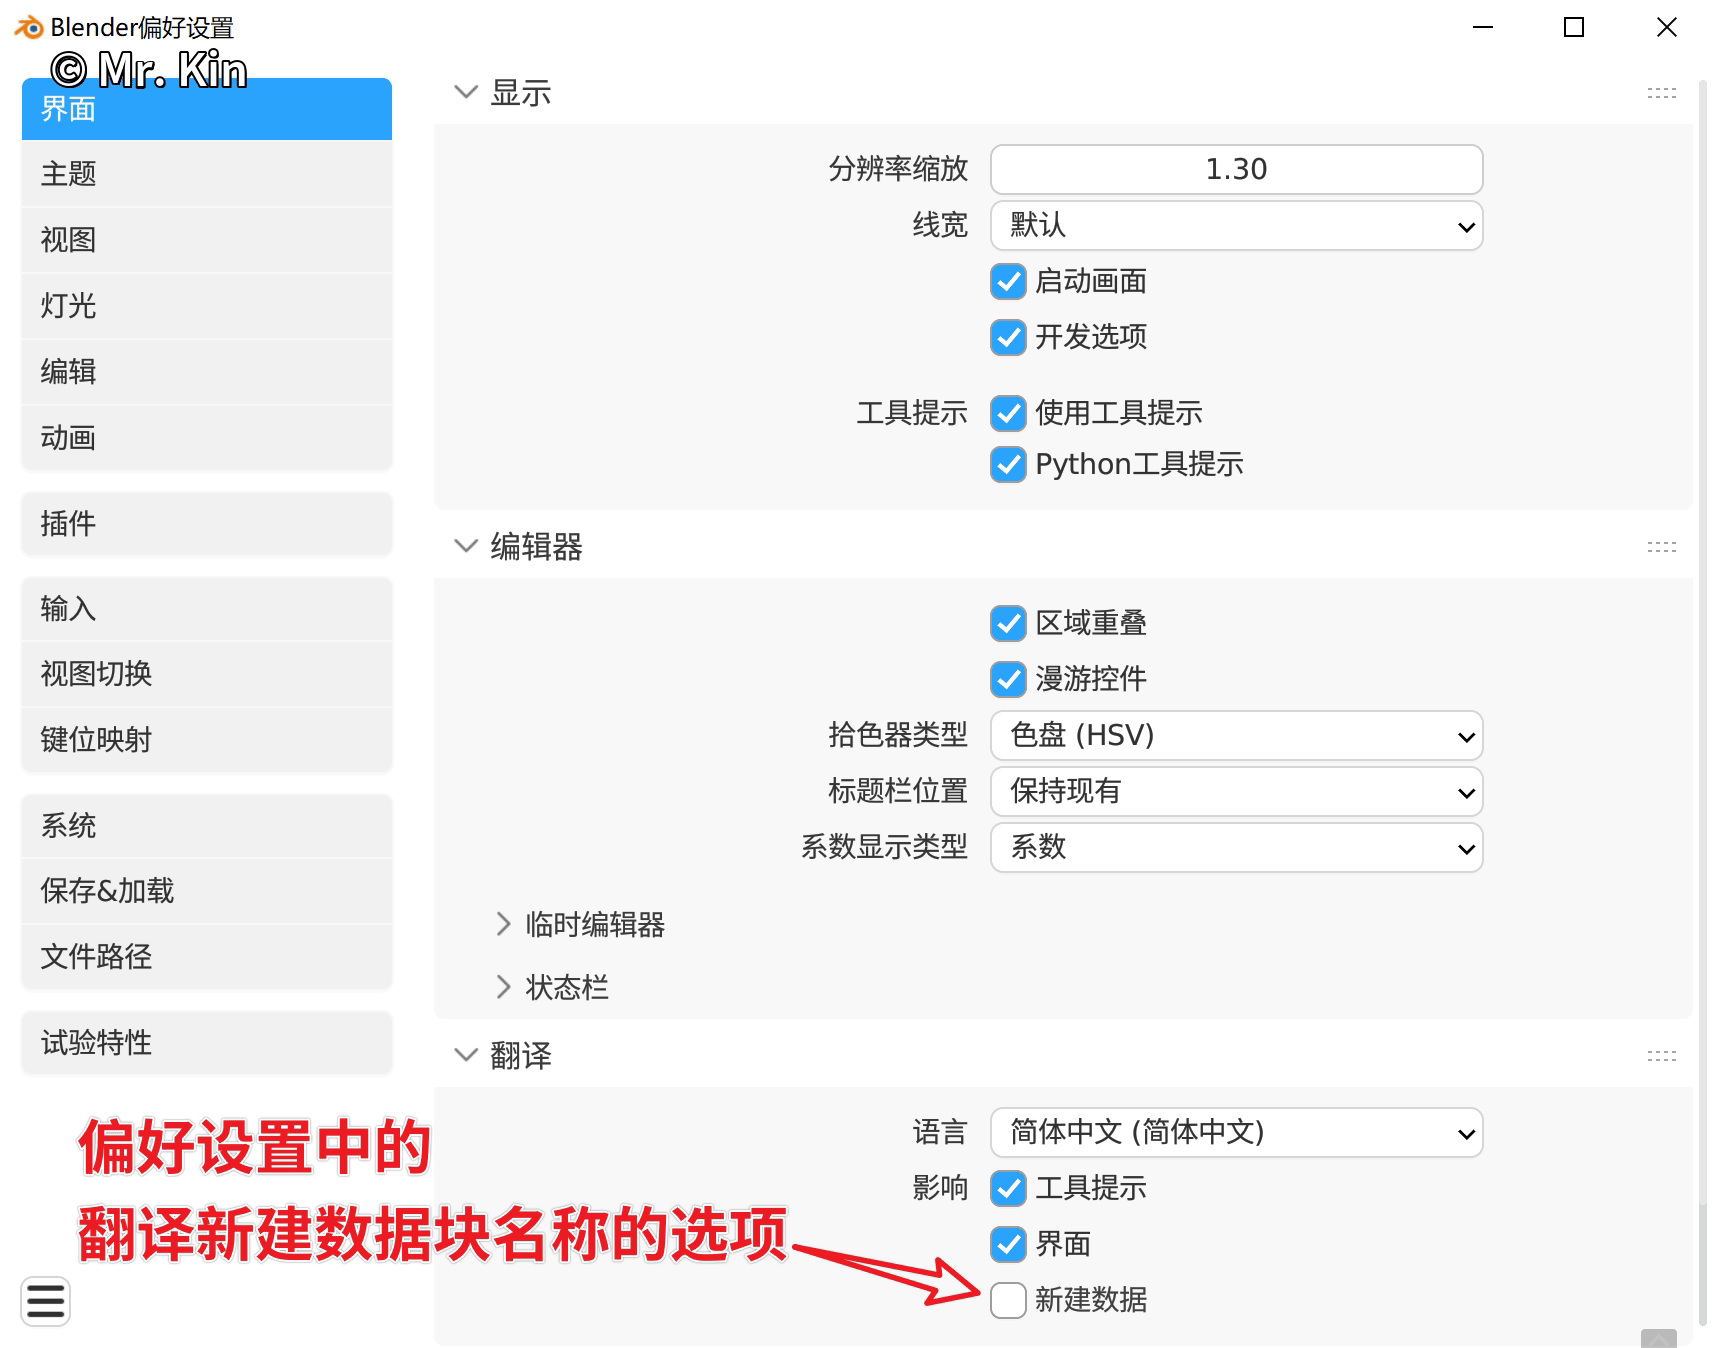 Blender偏好设置
© Mr. Kin
界面
主题
视图
灯光
编辑
动画
插件
输入
视图切换
键位映射
系统
保存&加载
文件路径
试验特性
显示
分辨率缩放 1.30
线宽 默认
启动画面
开发选项
工具提示 使用工具提示
Python工具提示
编辑器
区域重叠
漫游控件
拾色器类型 色盘 (HSV)
标题栏位置 保持现有
系数显示类型 系数
临时编辑器
状态栏
翻译
语言 简体中文 (简体中文)
影响 工具提示
界面
新建数据
偏好设置中的
翻译新建数据块名称的选项